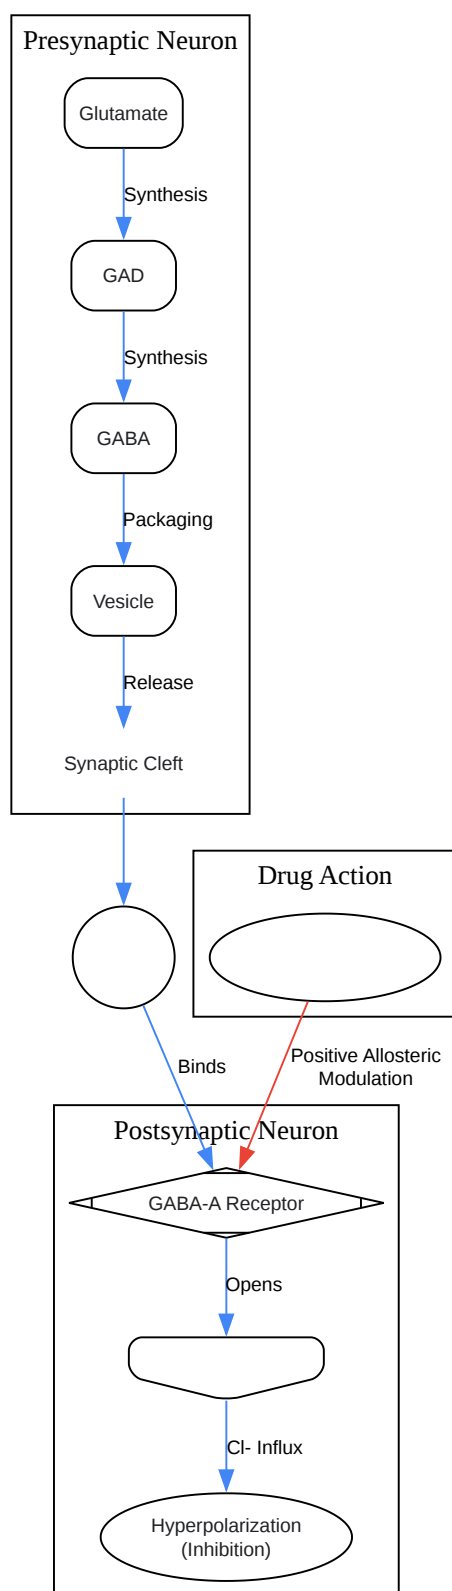 Presynaptic Neuron
Glutamate
Synthesis
GAD
Synthesis
GABA
Packaging
Vesicle
Release
Synaptic Cleft
Drug Action
Binds
Positive Allosteric
Modulation
Postsynaptic Neuron
GABA-A Receptor
Opens
Cl- Influx
Hyperpolarization
(Inhibition)